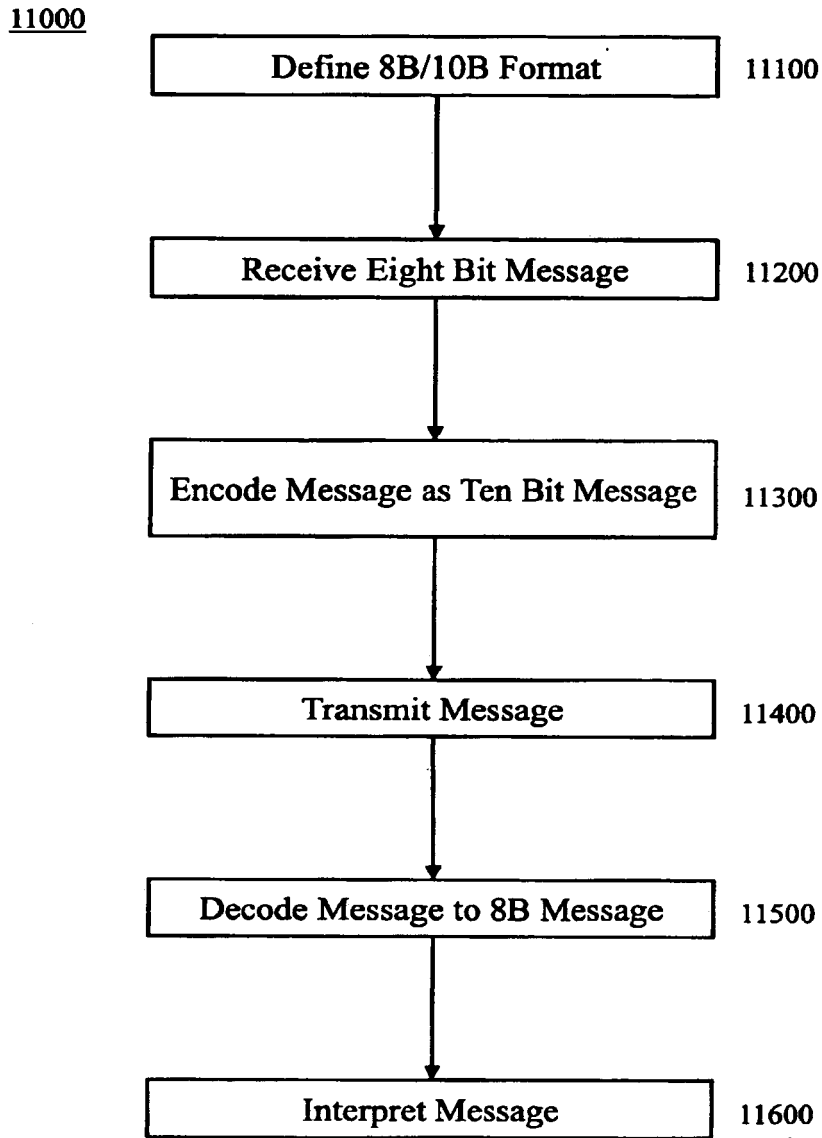 11000
Define 8B/10B Format 11100
Receive Eight Bit Message 11200
Encode Message as Ten Bit Message 11300
Transmit Message 11400
Decode Message to 8B Message 11500
Interpret Message 11600